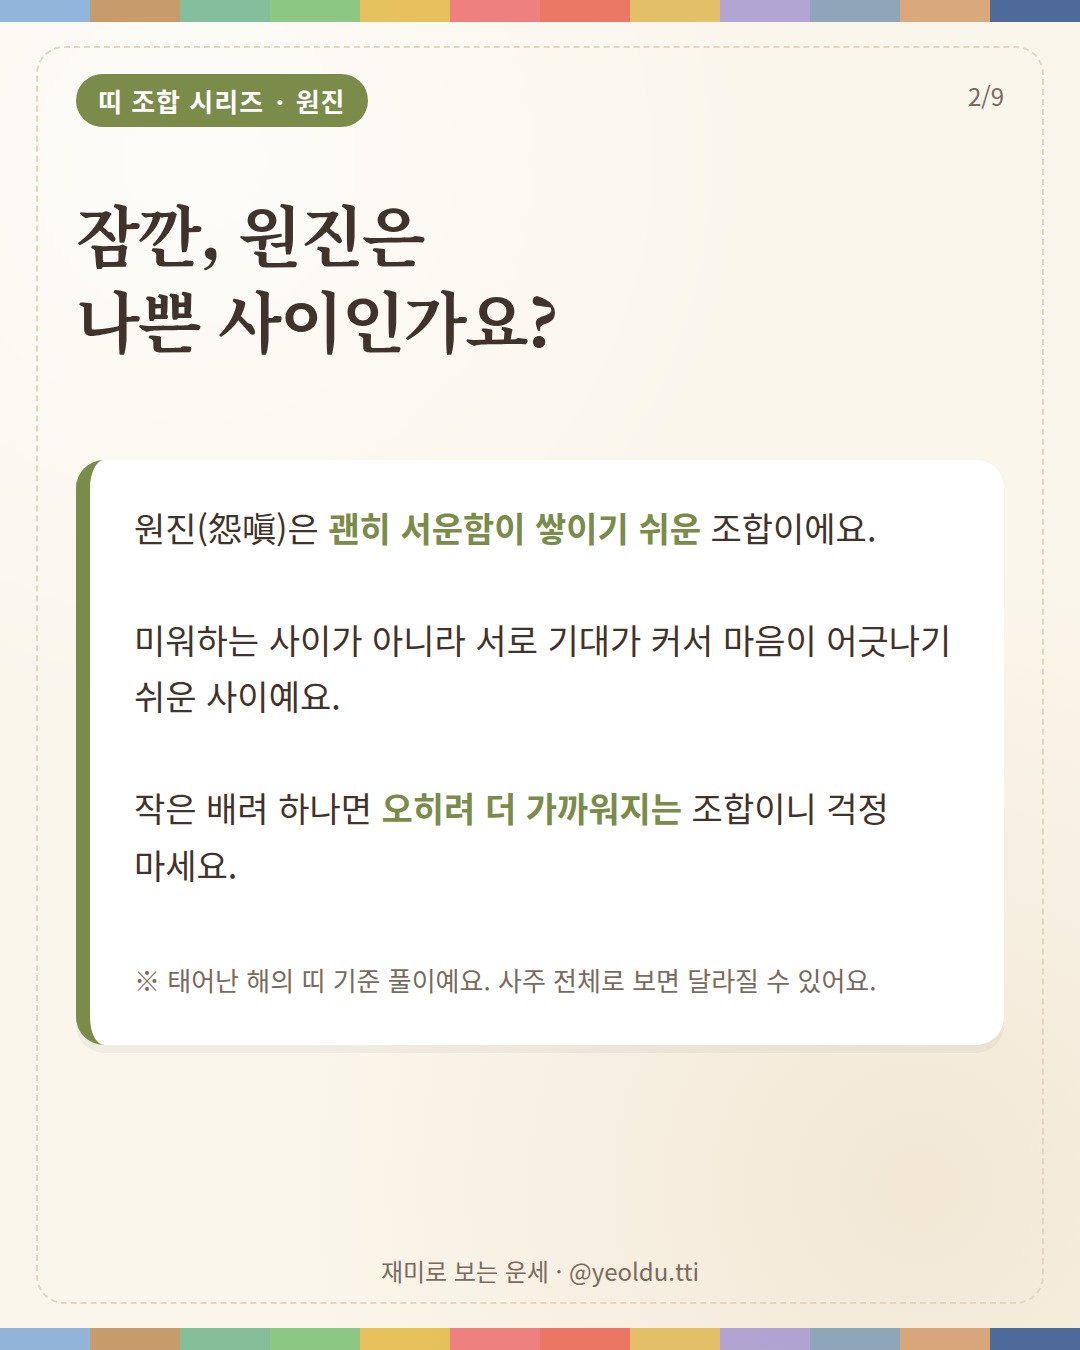 띠 조합 시리즈 · 원진
2/9
잠깐, 원진은
나쁜 사이인가요?
원진(怨嗔)은 괜히 서운함이 쌓이기 쉬운 조합이에요.
미워하는 사이가 아니라 서로 기대가 커서 마음이 어긋나기
쉬운 사이예요.
작은 배려 하나면 오히려 더 가까워지는 조합이니 걱정
마세요.
※ 태어난 해의 띠 기준 풀이예요. 사주 전체로 보면 달라질 수 있어요.
재미로 보는 운세 · @yeoldu.tti